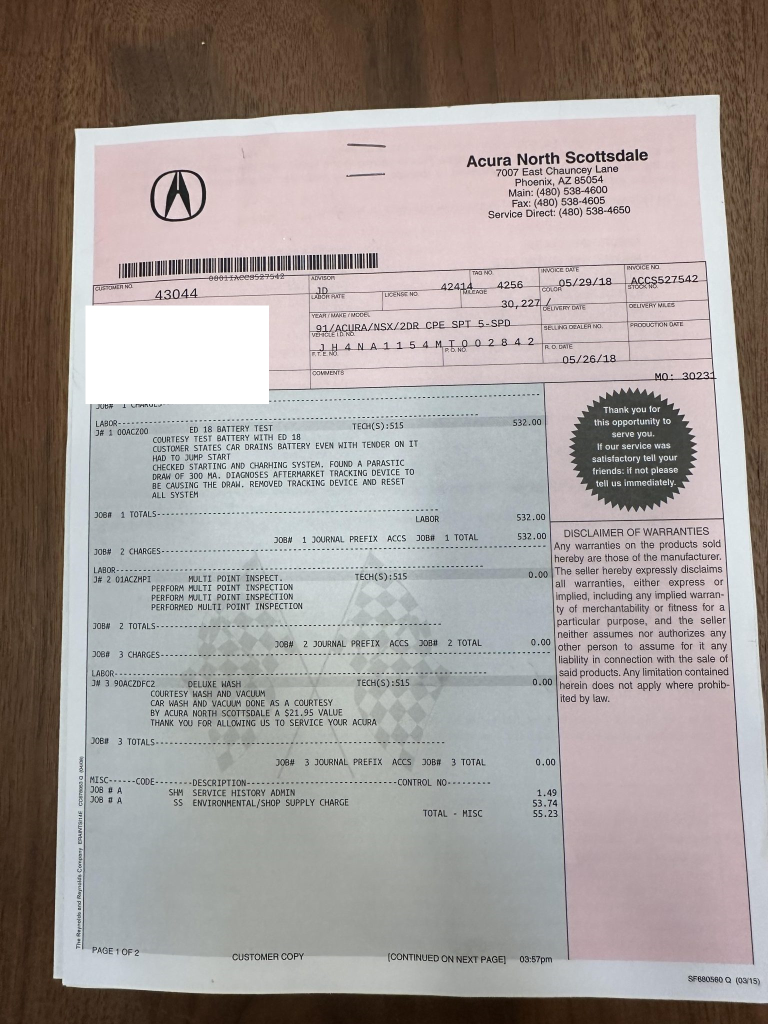 Acura North Scottsdale
7007 East Chauncey Lane
Phoenix, AZ 85054
Main: (480) 538-4600
Fax: (480) 538-4605
Service Direct: (480) 538-4650
08011ACCS527542
CUSTOMER NO. 43044
ADVISOR JD
TAG NO. 42414 4256
INVOICE DATE 05/29/18
INVOICE NO. ACCS527542
LABOR RATE
LICENSE NO.
MILEAGE 30,227 /
COLOR
STOCK NO.
YEAR / MAKE / MODEL
91/ACURA/NSX/2DR CPE SPT 5-SPD
DELIVERY DATE
DELIVERY MILES
VEHICLE I.D. NO.
JH4NA1154MT002842
SELLING DEALER NO.
PRODUCTION DATE
F.T.E. NO.
P.O. NO.
R.O. DATE
05/26/18
COMMENTS
MO: 30231
JOB# 1 CHARGES
LABOR
J# 1 00ACZ00 ED 18 BATTERY TEST TECH(S):515 532.00
COURTESY TEST BATTERY WITH ED 18
CUSTOMER STATES CAR DRAINS BATTERY EVEN WITH TENDER ON IT
HAD TO JUMP START
CHECKED STARTING AND CHARHING SYSTEM. FOUND A PARASTIC
DRAW OF 300 MA. DIAGNOSES AFTERMARKET TRACKING DEVICE TO
BE CAUSING THE DRAW. REMOVED TRACKING DEVICE AND RESET
ALL SYSTEM
JOB# 1 TOTALS
LABOR 532.00
JOB# 1 JOURNAL PREFIX ACCS JOB# 1 TOTAL 532.00
JOB# 2 CHARGES
LABOR
J# 2 01ACZMPI MULTI POINT INSPECT. TECH(S):515 0.00
PERFORM MULTI POINT INSPECTION
PERFORM MULTI POINT INSPECTION
PERFORMED MULTI POINT INSPECTION
JOB# 2 TOTALS
JOB# 2 JOURNAL PREFIX ACCS JOB# 2 TOTAL 0.00
JOB# 3 CHARGES
LABOR
J# 3 90ACZDFC2 DELUXE WASH TECH(S):515 0.00
COURTESY WASH AND VACUUM
CAR WASH AND VACUUM DONE AS A COURTESY
BY ACURA NORTH SCOTTSDALE A $21.95 VALUE
THANK YOU FOR ALLOWING US TO SERVICE YOUR ACURA
JOB# 3 TOTALS
JOB# 3 JOURNAL PREFIX ACCS JOB# 3 TOTAL 0.00
MISC------CODE--------DESCRIPTION--------------CONTROL NO---------
JOB # A SHM SERVICE HISTORY ADMIN 1.49
JOB # A SS ENVIRONMENTAL/SHOP SUPPLY CHARGE 53.74
TOTAL - MISC 55.23
Thank you for
this opportunity to
serve you.
If our service was
satisfactory tell your
friends: if not please
tell us immediately.
DISCLAIMER OF WARRANTIES
Any warranties on the products sold
hereby are those of the manufacturer.
The seller hereby expressly disclaims
all warranties, either express or
implied, including any implied warran-
ty of merchantability or fitness for a
particular purpose, and the seller
neither assumes nor authorizes any
other person to assume for it any
liability in connection with the sale of
said products. Any limitation contained
herein does not apply where prohib-
ited by law.
PAGE 1 OF 2
CUSTOMER COPY
[CONTINUED ON NEXT PAGE] 03:57pm
SF680560 Q (03/15)
The Reynolds and Reynolds Company